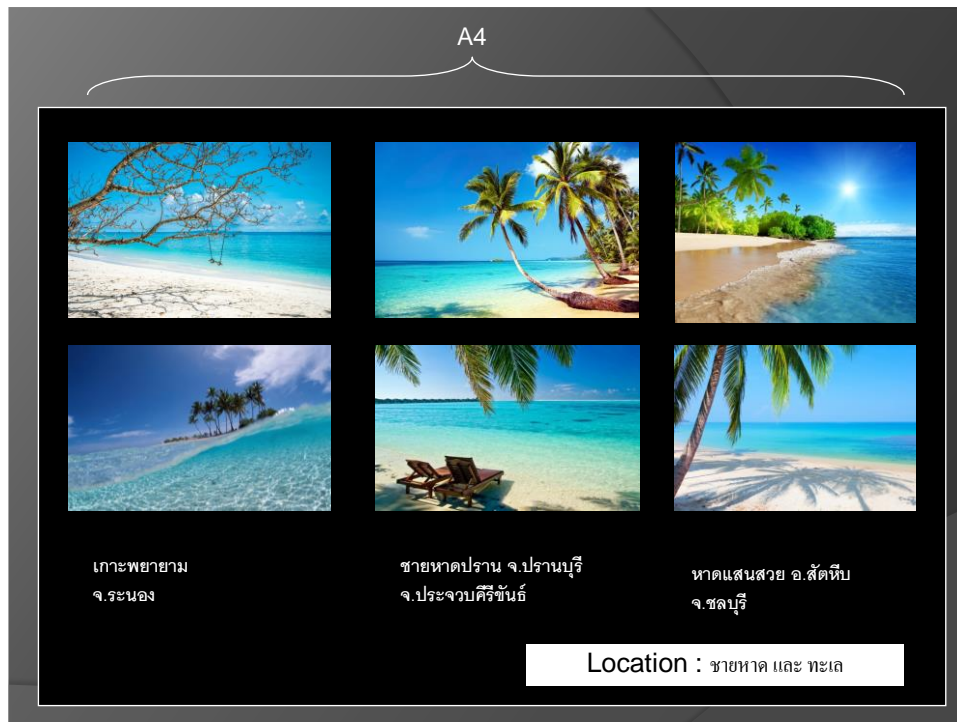 A4
เกาะพยายาม
จ.ระนอง
ชายหาดปราน จ.ปรานบุรี
จ.ประจวบคีรีขันธ์
หาดแสนสวย อ.สัตหีบ
จ.ชลบุรี
Location : ชายหาด และ ทะเล